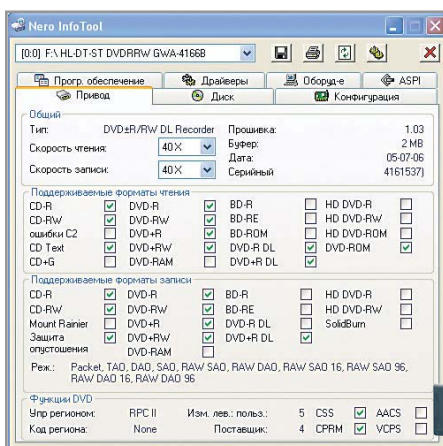 Nero InfoTool
[0:0] F:\ HL-DT-ST DVDRRW GWA-4166B
Прогр. обеспечение Драйверы Оборуд-е ASPI
Привод Диск Конфигурация
Общий
Тип: DVD±R/RW DL Recorder Прошивка: 1.03
Скорость чтения: 40 X Буфер: 2 MB
Дата: 05-07-06
Скорость записи: 40 X Серийный 4161537)
Поддерживаемые форматы чтения
CD-R DVD-R BD-R HD DVD-R
CD-RW DVD-RW BD-RE HD DVD-RW
ошибки C2 DVD+R BD-ROM HD DVD-ROM
CD Text DVD+RW DVD-R DL DVD-ROM
CD+G DVD-RAM DVD+R DL
Поддерживаемые форматы записи
CD-R DVD-R BD-R HD DVD-R
CD-RW DVD-RW BD-RE HD DVD-RW
Mount Rainier DVD+R DVD-R DL SolidBurn
Защита DVD+RW DVD+R DL
опустошения DVD-RAM
Реж.: Packet, TAO, DAO, SAO, RAW SAO, RAW DAO, RAW SAO 16, RAW SAO 96,
RAW DAO 16, RAW DAO 96
Функции DVD
Упр регионом: RPC II Изм. лев.: польз.: 5 CSS AACS
Код региона: None Поставщик: 4 CPRM VCPS